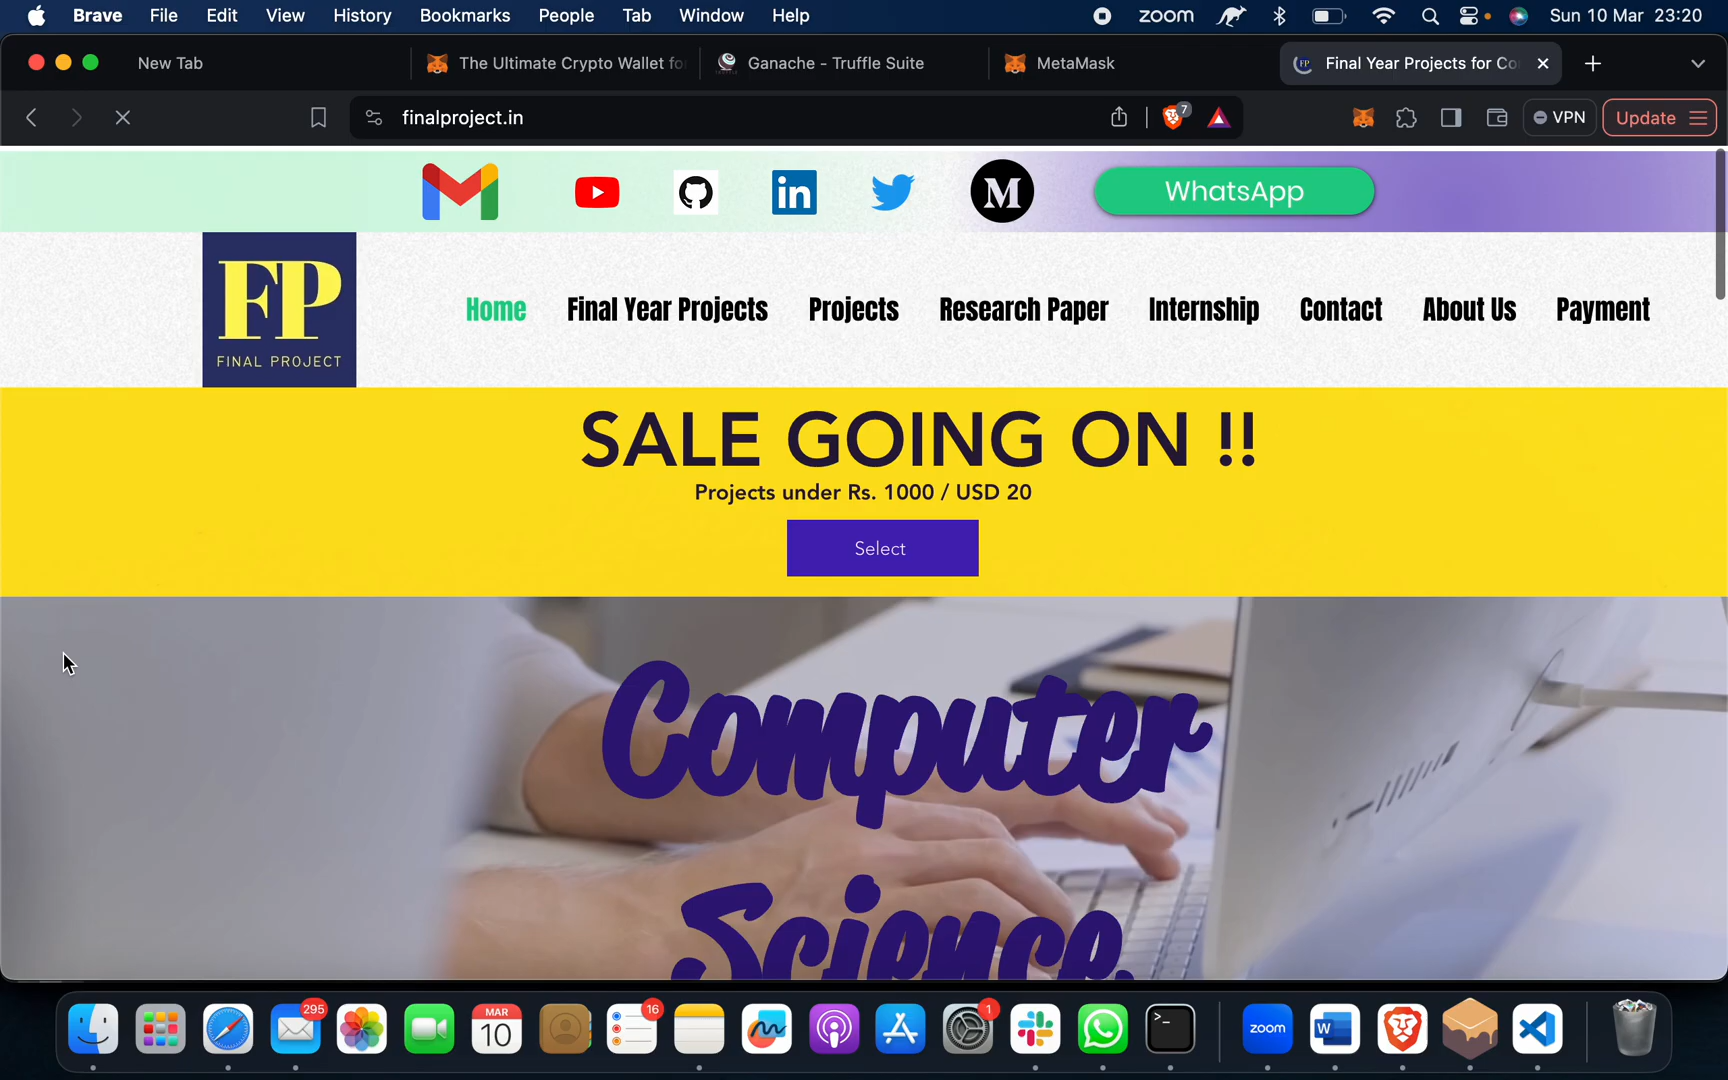 Brave File Edit View History Bookmarks People Tab Window Help zoom Sun 10 Mar 23:20
New Tab The Ultimate Crypto Wallet for Ganache - Truffle Suite MetaMask FP Final Year Projects for Co
finalproject.in 7 VPN Update
M WhatsApp
FP
FINAL PROJECT
Home Final Year Projects Projects Research Paper Internship Contact About Us Payment
SALE GOING ON !!
Projects under Rs. 1000 / USD 20
Select
Computer
Science
295 MAR 10 16 1 >_ zoom W